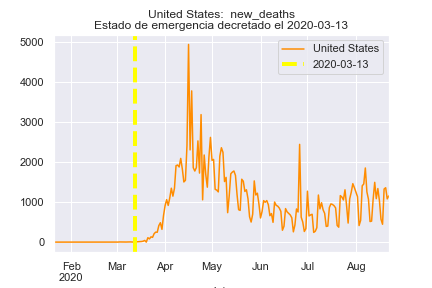 United States:  new_deaths
Estado de emergencia decretado el 2020-03-13
United States
2020-03-13
5000
4000
3000
2000
1000
0
Feb Mar Apr May Jun Jul Aug
2020